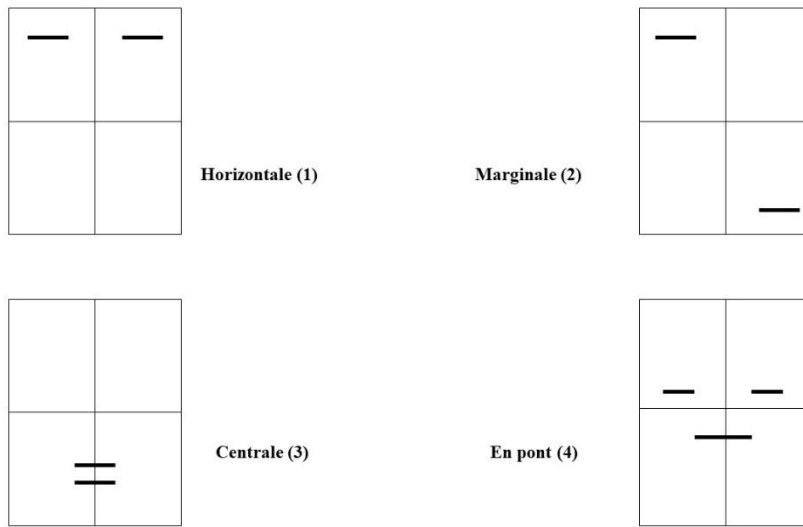 Horizontale (1)
Marginale (2)
Centrale (3)
En pont (4)